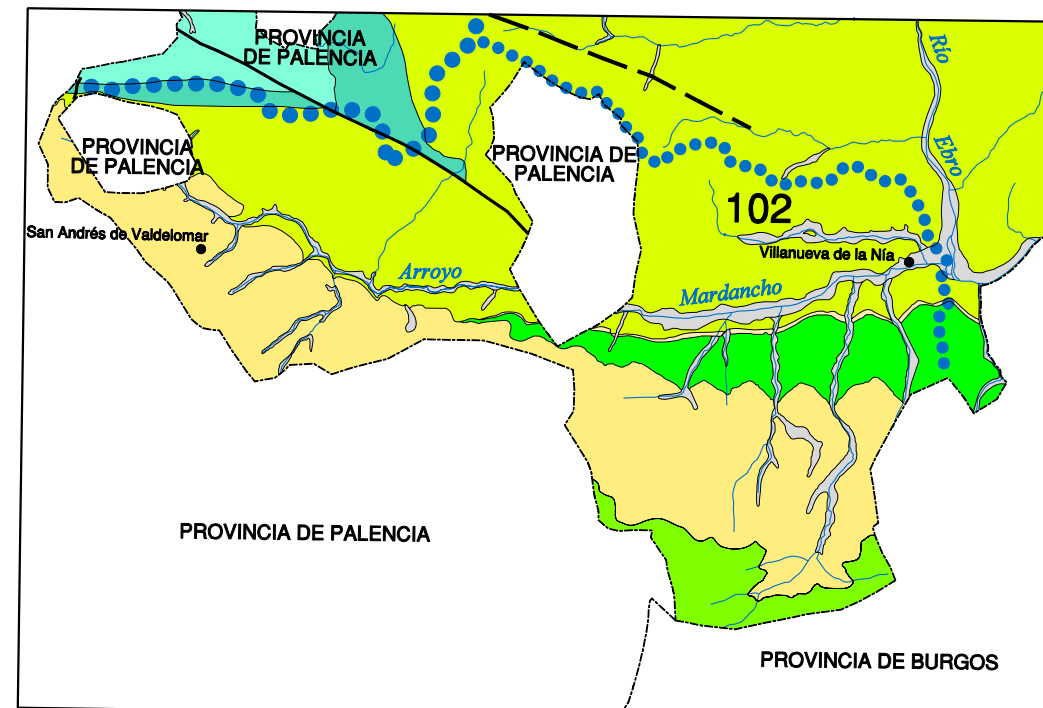 PROVINCIA
DE PALENCIA
Río
PROVINCIA
DE PALENCIA
PROVINCIA DE
PALENCIA
Ebro
102
San Andrés de Valdelomar
Villanueva de la Nía
Arroyo
Mardancho
PROVINCIA DE PALENCIA
PROVINCIA DE BURGOS